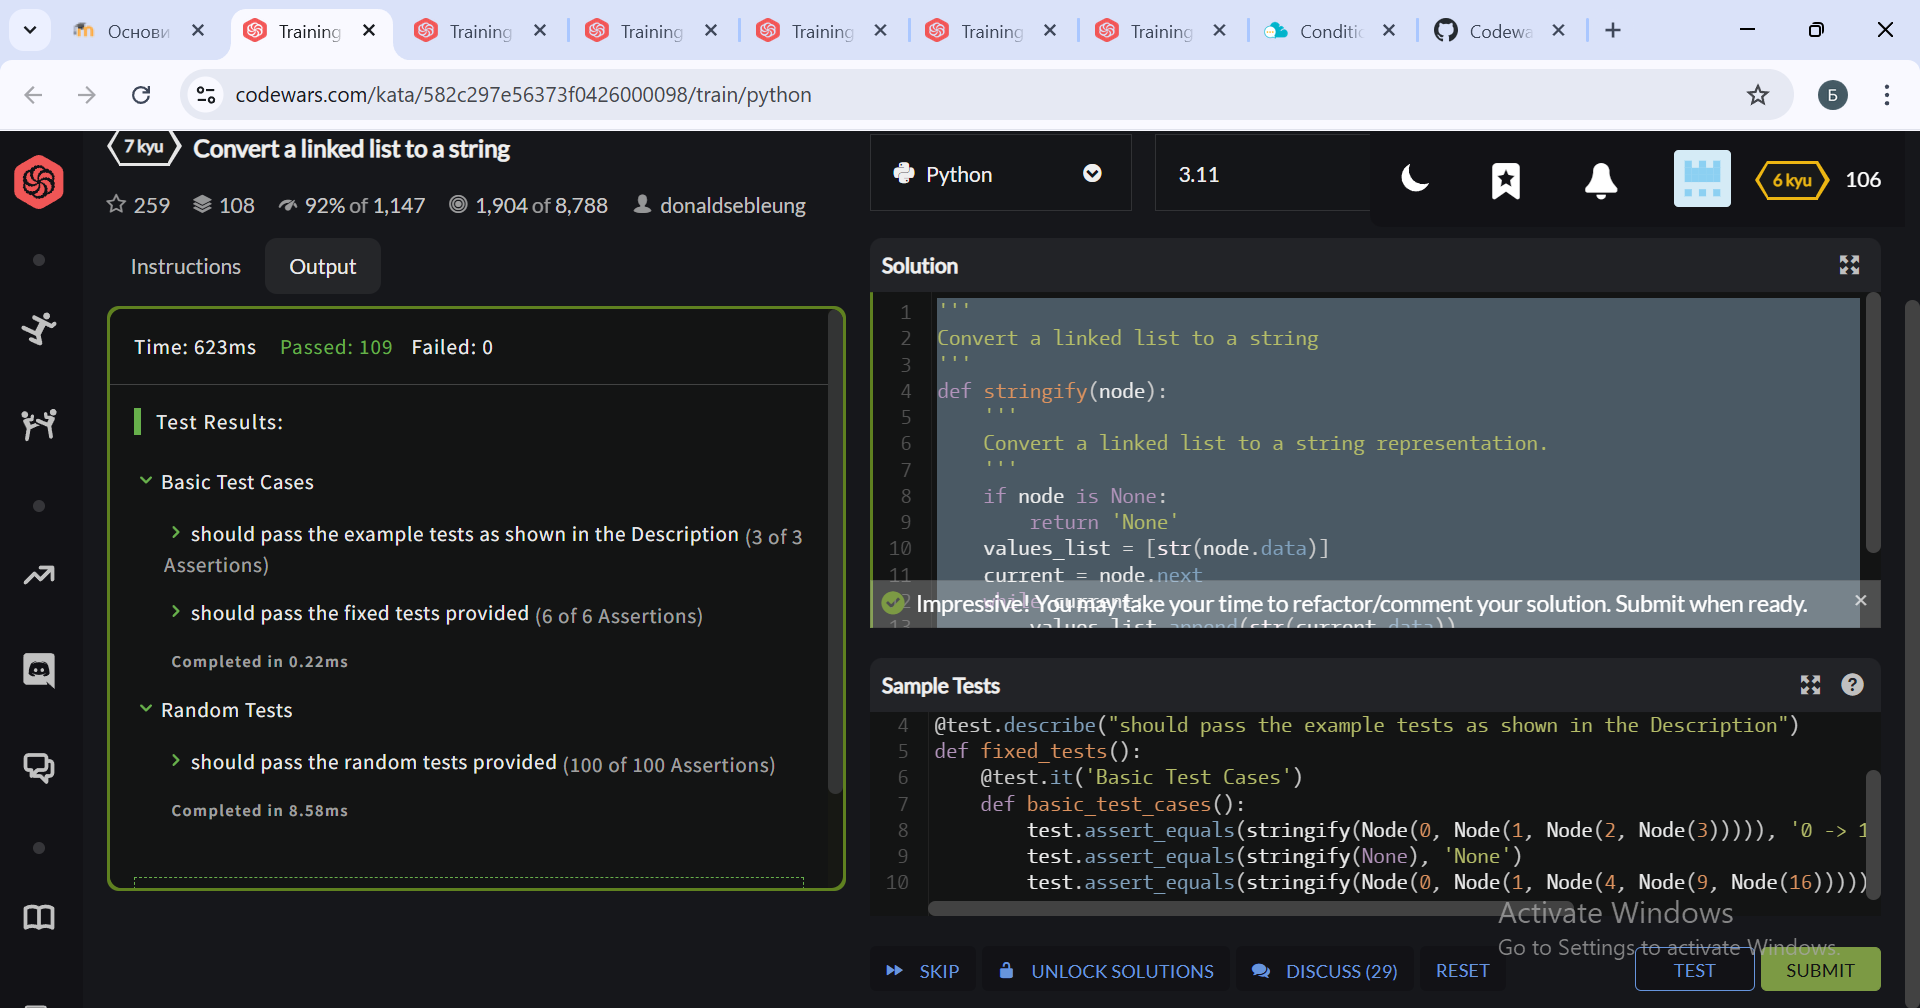 Основи
Training
Training
Training
Training
Training
Training
Conditi
Codewa
codewars.com/kata/582c297e56373f0426000098/train/python
Б
7 kyu
Convert a linked list to a string
259
108
92% of 1,147
1,904 of 8,788
donaldsebleung
Python
3.11
6 kyu
106
Instructions
Output
Time: 623ms Passed: 109 Failed: 0
Test Results:
Basic Test Cases
should pass the example tests as shown in the Description (3 of 3
Assertions)
should pass the fixed tests provided (6 of 6 Assertions)
Completed in 0.22ms
Random Tests
should pass the random tests provided (100 of 100 Assertions)
Completed in 8.58ms
Solution
1 '''
2 Convert a linked list to a string
3 '''
4 def stringify(node):
5 '''
6 Convert a linked list to a string representation.
7 '''
8 if node is None:
9 return 'None'
10 values_list = [str(node.data)]
11 current = node.next
12 while current:
13 values_list.append(str(current.data))
Impressive! You may take your time to refactor/comment your solution. Submit when ready.
Sample Tests
4 @test.describe("should pass the example tests as shown in the Description")
5 def fixed_tests():
6 @test.it('Basic Test Cases')
7 def basic_test_cases():
8 test.assert_equals(stringify(Node(0, Node(1, Node(2, Node(3))))), '0 -> 1
9 test.assert_equals(stringify(None), 'None')
10 test.assert_equals(stringify(Node(0, Node(1, Node(4, Node(9, Node(16)))))
Activate Windows
Go to Settings to activate Windows.
SKIP
UNLOCK SOLUTIONS
DISCUSS (29)
RESET
TEST
SUBMIT